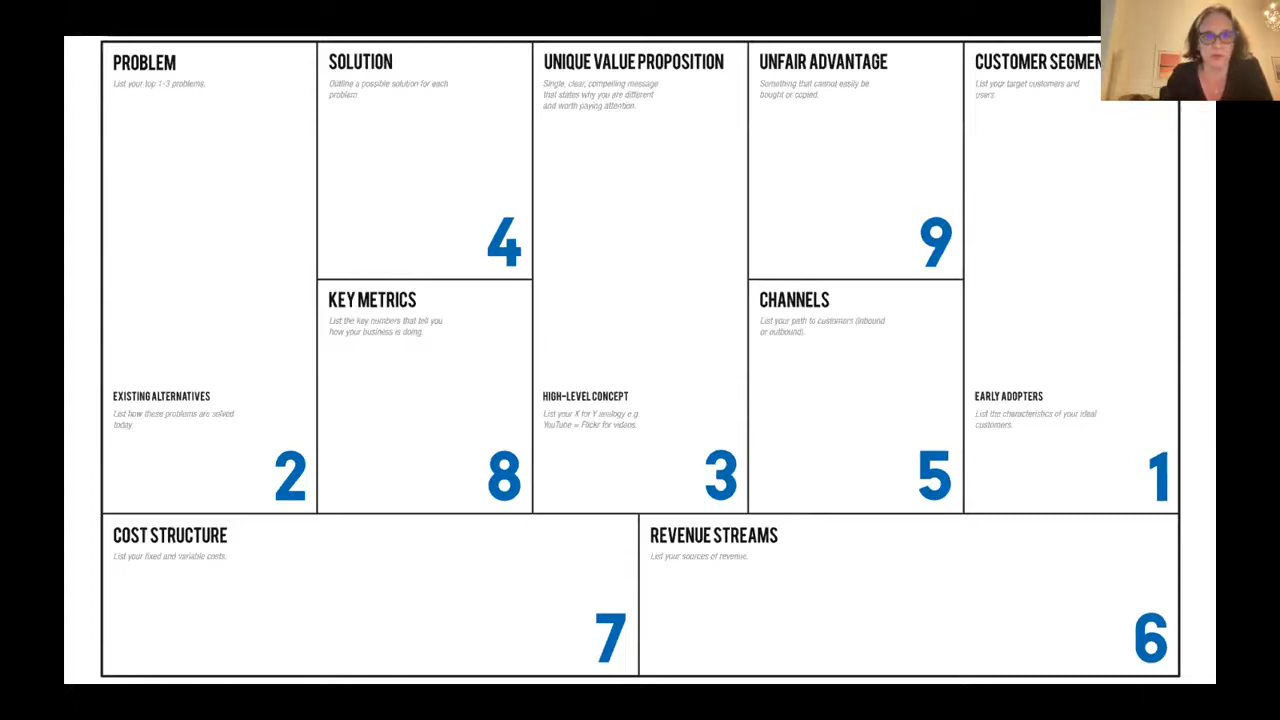 PROBLEM
List your top 1-3 problems.
EXISTING ALTERNATIVES
List how these problems are solved
today.
2
SOLUTION
Outline a possible solution for each
problem.
4
KEY METRICS
List the key numbers that tell you
how your business is doing.
8
UNIQUE VALUE PROPOSITION
Single, clear, compelling message
that states why you are different
and worth paying attention.
HIGH-LEVEL CONCEPT
List your X for Y analogy e.g.
YouTube = Flickr for videos.
3
UNFAIR ADVANTAGE
Something that cannot easily be
bought or copied.
9
CHANNELS
List your path to customers (inbound
or outbound).
5
CUSTOMER SEGMEN
List your target customers and
users.
EARLY ADOPTERS
List the characteristics of your ideal
customers.
1
COST STRUCTURE
List your fixed and variable costs.
7
REVENUE STREAMS
List your sources of revenue.
6